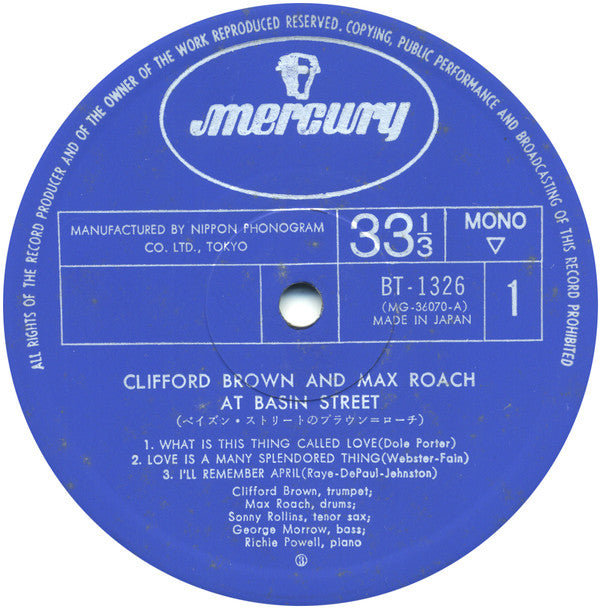 ALL RIGHTS OF THE RECORD PRODUCER AND OF THE OWNER OF THE WORK REPRODUCED RESERVED. COPYING, PUBLIC PERFORMANCE AND BROADCASTING OF THIS RECORD PROHIBITED
mercury
MANUFACTURED BY NIPPON PHONOGRAM
CO. LTD., TOKYO
33 1/3
MONO
▽
BT-1326
(MG-36070-A)
MADE IN JAPAN
1
CLIFFORD BROWN AND MAX ROACH
AT BASIN STREET
(ベイズン・ストリートのブラウン=ローチ)
1. WHAT IS THIS THING CALLED LOVE(Dole Porter)
2. LOVE IS A MANY SPLENDORED THING(Webster-Fain)
3. I'LL REMEMBER APRIL(Raye-DePaul-Johnston)
Clifford Brown, trumpet;
Max Roach, drums;
Sonny Rollins, tenor sax;
George Morrow, bass;
Richie Powell, piano